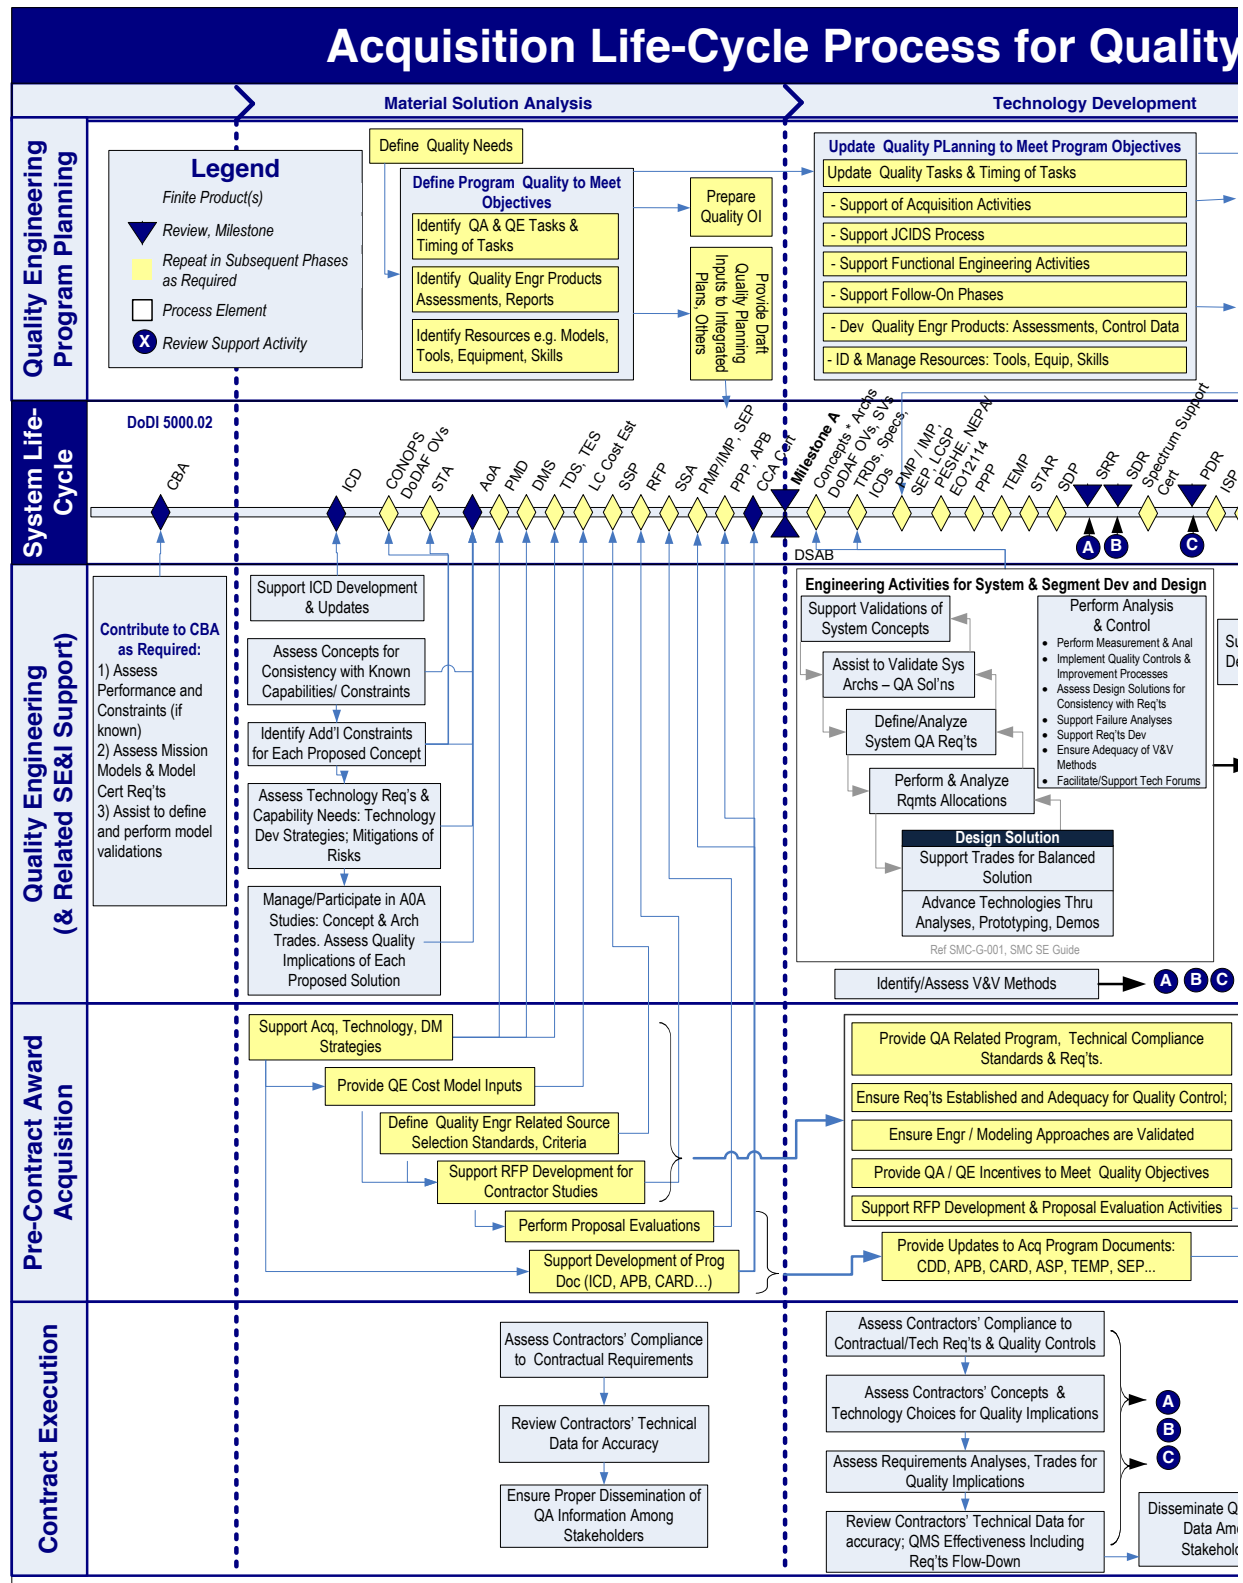 Acquisition Life-Cycle Process for Quality
Material Solution Analysis
Technology Development
Quality Engineering
Program Planning
Legend
Finite Product(s)
Review, Milestone
Repeat in Subsequent Phases
as Required
Process Element
X
Review Support Activity
Define Quality Needs
Define Program Quality to Meet
Objectives
Identify QA & QE Tasks &
Timing of Tasks
Identify Quality Engr Products
Assessments, Reports
Identify Resources e.g. Models,
Tools, Equipment, Skills
Prepare
Quality OI
Provide Draft
Quality Planning
Inputs to Integrated
Plans, Others
Update Quality PLanning to Meet Program Objectives
Update Quality Tasks & Timing of Tasks
- Support of Acquisition Activities
- Support JCIDS Process
- Support Functional Engineering Activities
- Support Follow-On Phases
- Dev Quality Engr Products: Assessments, Control Data
- ID & Manage Resources: Tools, Equip, Skills
System Life-
Cycle
DoDI 5000.02
CBA
ICD
CONOPS
DoDAF OVs
STA
AoA
PMD
DMS
TDS, TES
LC Cost Est
SSP
RFP
SSA
PMP/IMP, SEP
PPP, APB
CCA Cert
Milestone A
Concepts * Archs
DoDAF OVs, SVs
TRDs, Specs,
ICDs
PMP / IMP,
SEP, LCSP
PESHE, NEPA/
EO12114
PPP
TEMP
STAR
SDP
SRR
SDR
Spectrum Support
Cert
PDR
ISP
A
B
C
DSAB
Quality Engineering
(& Related SE&I Support)
Contribute to CBA
as Required:
1) Assess
Performance and
Constraints (if
known)
2) Assess Mission
Models & Model
Cert Req'ts
3) Assist to define
and perform model
validations
Support ICD Development
& Updates
Assess Concepts for
Consistency with Known
Capabilities/ Constraints
Identify Add'l Constraints
for Each Proposed Concept
Assess Technology Req's &
Capability Needs: Technology
Dev Strategies; Mitigations of
Risks
Manage/Participate in A0A
Studies: Concept & Arch
Trades. Assess Quality
Implications of Each
Proposed Solution
Engineering Activities for System & Segment Dev and Design
Support Validations of
System Concepts
Assist to Validate Sys
Archs – QA Sol'ns
Define/Analyze
System QA Req'ts
Perform & Analyze
Rqmts Allocations
Design Solution
Support Trades for Balanced
Solution
Advance Technologies Thru
Analyses, Prototyping, Demos
Perform Analysis
& Control
• Perform Measurement & Anal
• Implement Quality Controls &
Improvement Processes
• Assess Design Solutions for
Consistency with Req'ts
• Support Failure Analyses
• Support Req'ts Dev
• Ensure Adequacy of V&V
Methods
• Facilitate/Support Tech Forums
Ref SMC-G-001, SMC SE Guide
Su
De
Identify/Assess V&V Methods
A
B
C
Pre-Contract Award
Acquisition
Support Acq, Technology, DM
Strategies
Provide QE Cost Model Inputs
Define Quality Engr Related Source
Selection Standards, Criteria
Support RFP Development for
Contractor Studies
Perform Proposal Evaluations
Support Development of Prog
Doc (ICD, APB, CARD…)
Provide QA Related Program, Technical Compliance
Standards & Req'ts.
Ensure Req'ts Established and Adequacy for Quality Control;
Ensure Engr / Modeling Approaches are Validated
Provide QA / QE Incentives to Meet Quality Objectives
Support RFP Development & Proposal Evaluation Activities
Provide Updates to Acq Program Documents:
CDD, APB, CARD, ASP, TEMP, SEP...
Contract Execution
Assess Contractors' Compliance
to Contractual Requirements
Review Contractors' Technical
Data for Accuracy
Ensure Proper Dissemination of
QA Information Among
Stakeholders
Assess Contractors' Compliance to
Contractual/Tech Req'ts & Quality Controls
Assess Contractors' Concepts &
Technology Choices for Quality Implications
Assess Requirements Analyses, Trades for
Quality Implications
Review Contractors' Technical Data for
accuracy; QMS Effectiveness Including
Req'ts Flow-Down
A
B
C
Disseminate Q
Data Am
Stakehol